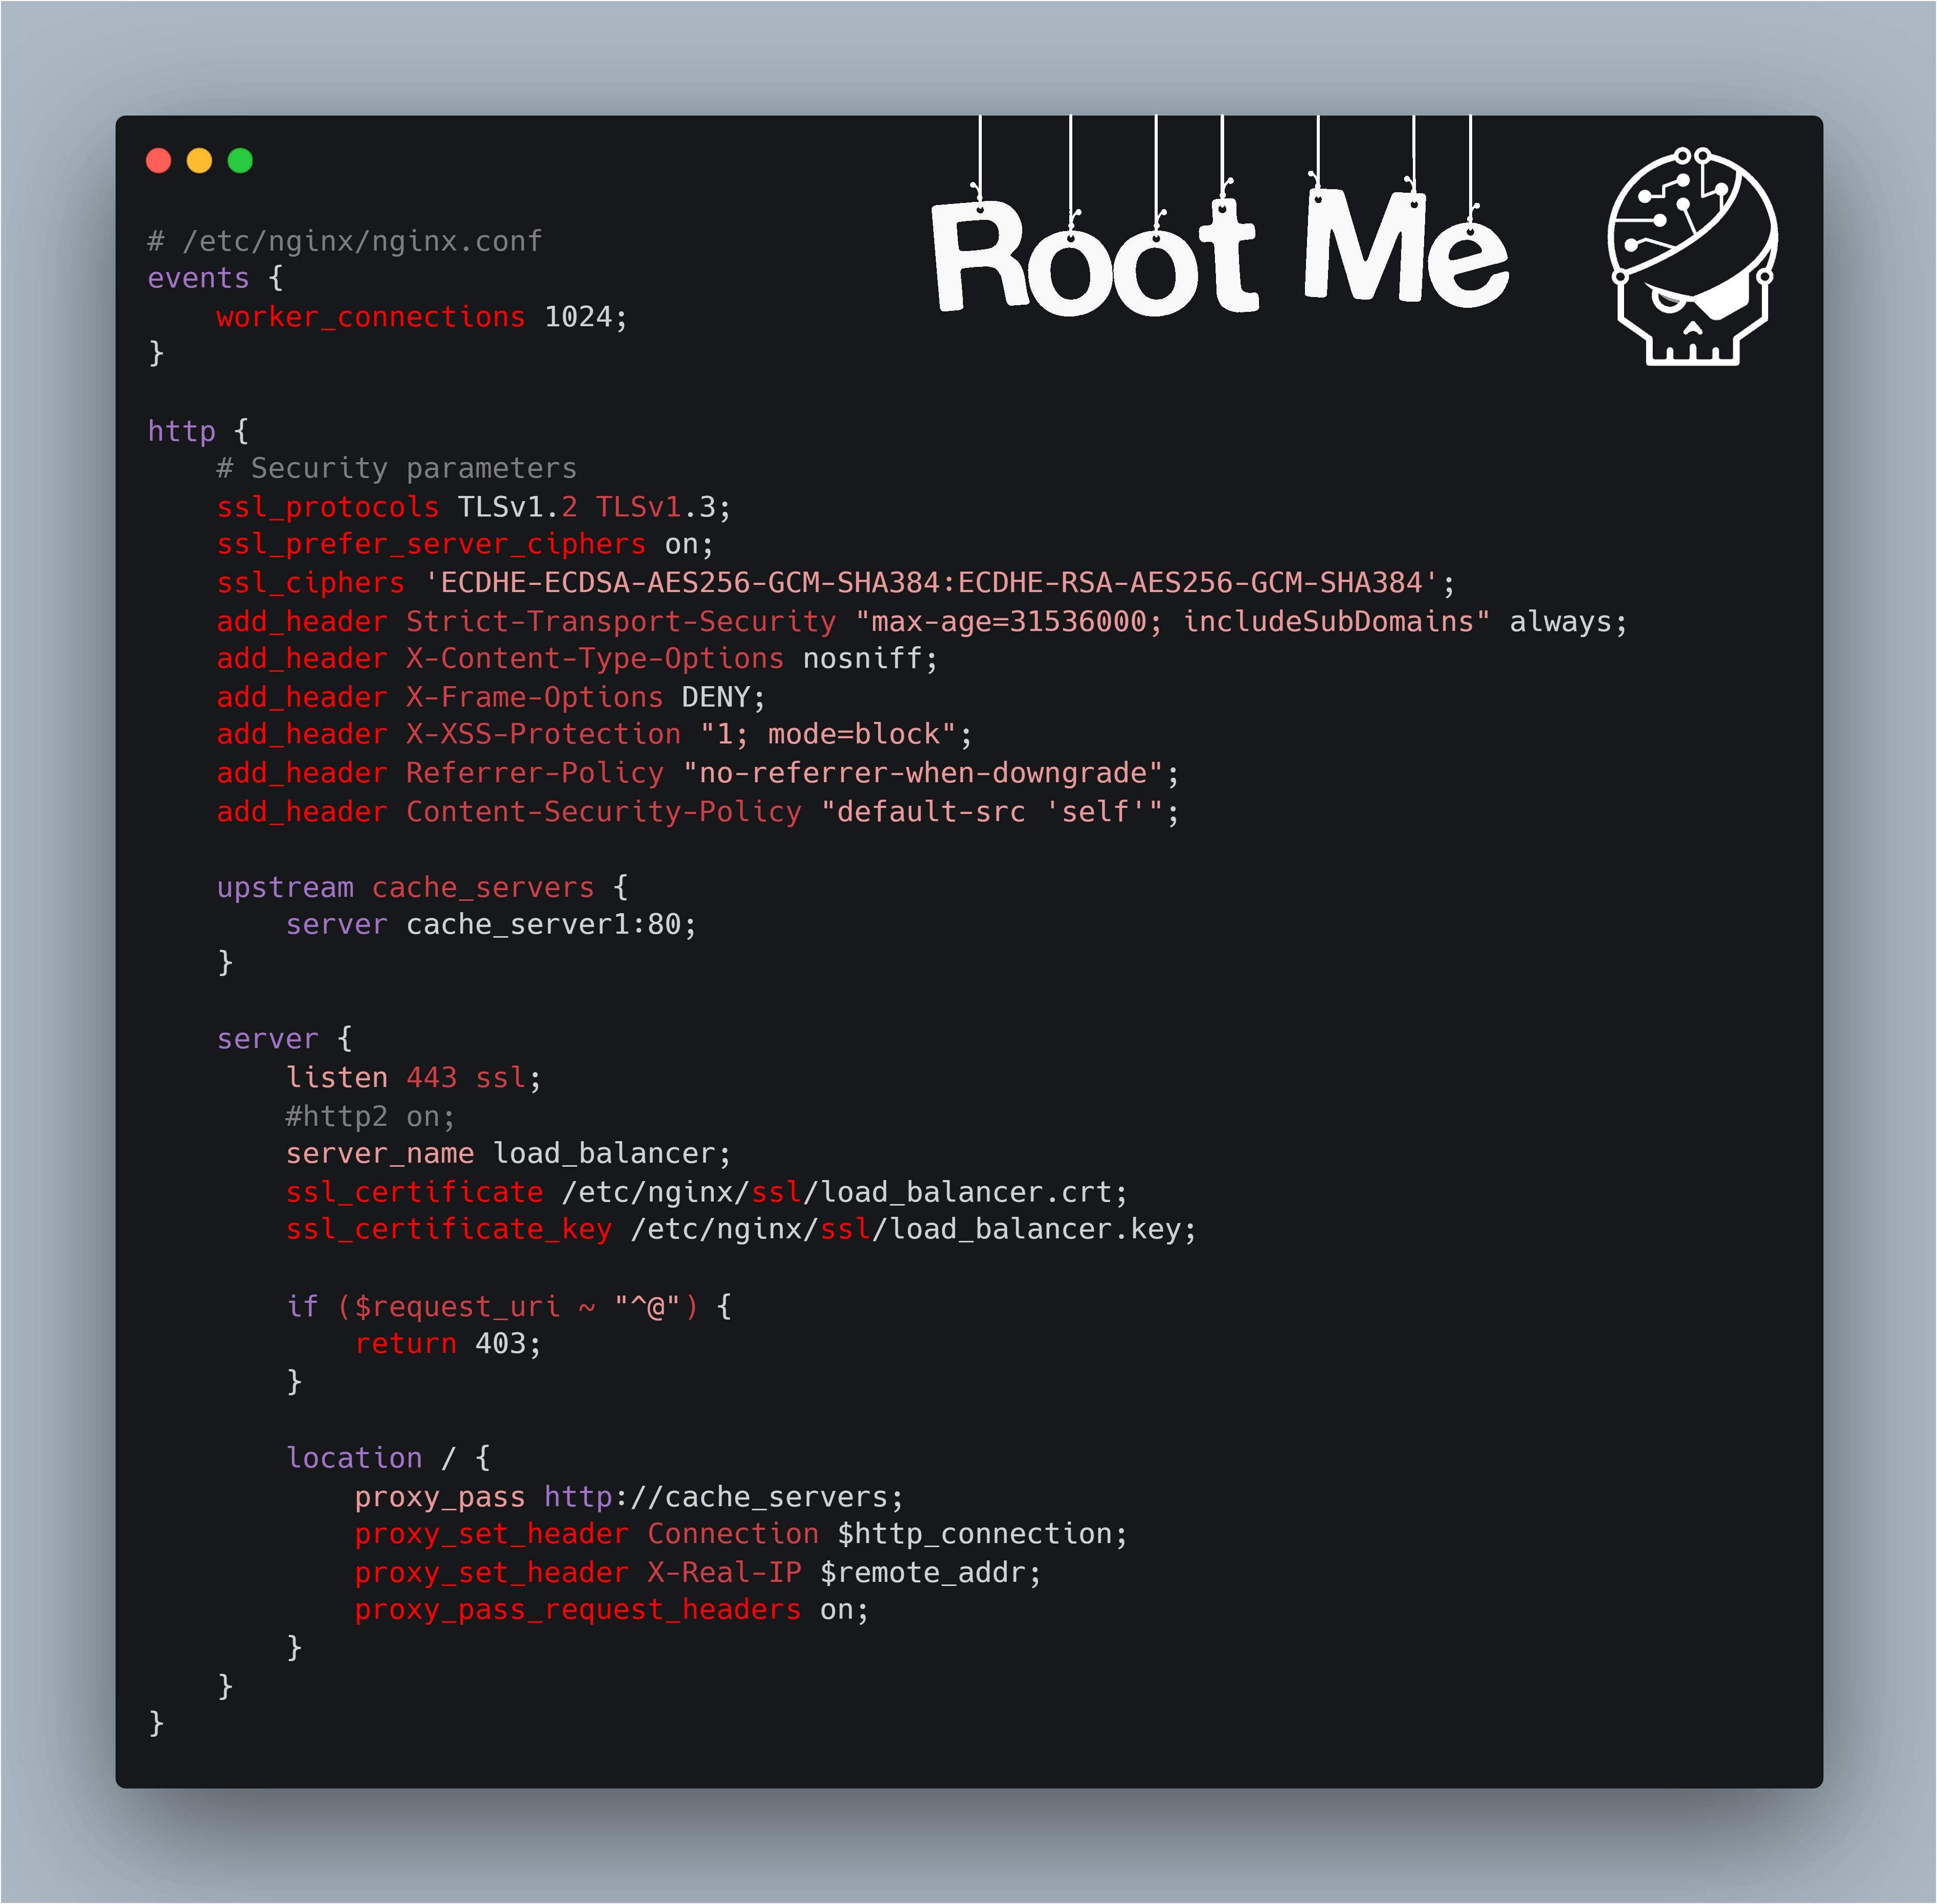 Root Me
# /etc/nginx/nginx.conf
events {
    worker_connections 1024;
}

http {
    # Security parameters
    ssl_protocols TLSv1.2 TLSv1.3;
    ssl_prefer_server_ciphers on;
    ssl_ciphers 'ECDHE-ECDSA-AES256-GCM-SHA384:ECDHE-RSA-AES256-GCM-SHA384';
    add_header Strict-Transport-Security "max-age=31536000; includeSubDomains" always;
    add_header X-Content-Type-Options nosniff;
    add_header X-Frame-Options DENY;
    add_header X-XSS-Protection "1; mode=block";
    add_header Referrer-Policy "no-referrer-when-downgrade";
    add_header Content-Security-Policy "default-src 'self'";

    upstream cache_servers {
        server cache_server1:80;
    }

    server {
        listen 443 ssl;
        #http2 on;
        server_name load_balancer;
        ssl_certificate /etc/nginx/ssl/load_balancer.crt;
        ssl_certificate_key /etc/nginx/ssl/load_balancer.key;

        if ($request_uri ~ "^@") {
            return 403;
        }

        location / {
            proxy_pass http://cache_servers;
            proxy_set_header Connection $http_connection;
            proxy_set_header X-Real-IP $remote_addr;
            proxy_pass_request_headers on;
        }
    }
}